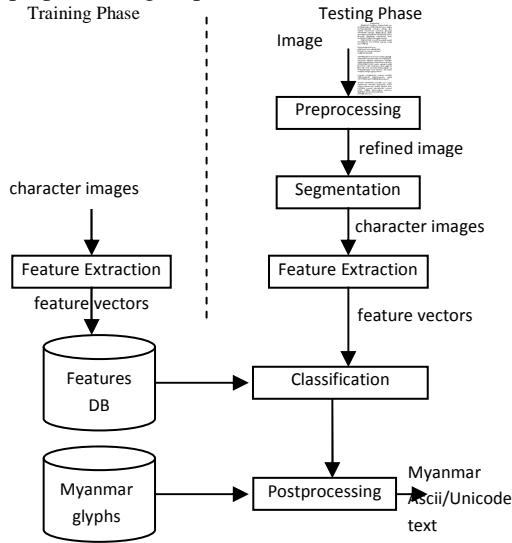 Training Phase
Testing Phase
Image
Preprocessing
refined image
Segmentation
character images
character images
Feature Extraction
Feature Extraction
feature vectors
feature vectors
Features
DB
Classification
Myanmar
glyphs
Postprocessing
Myanmar
Ascii/Unicode
text